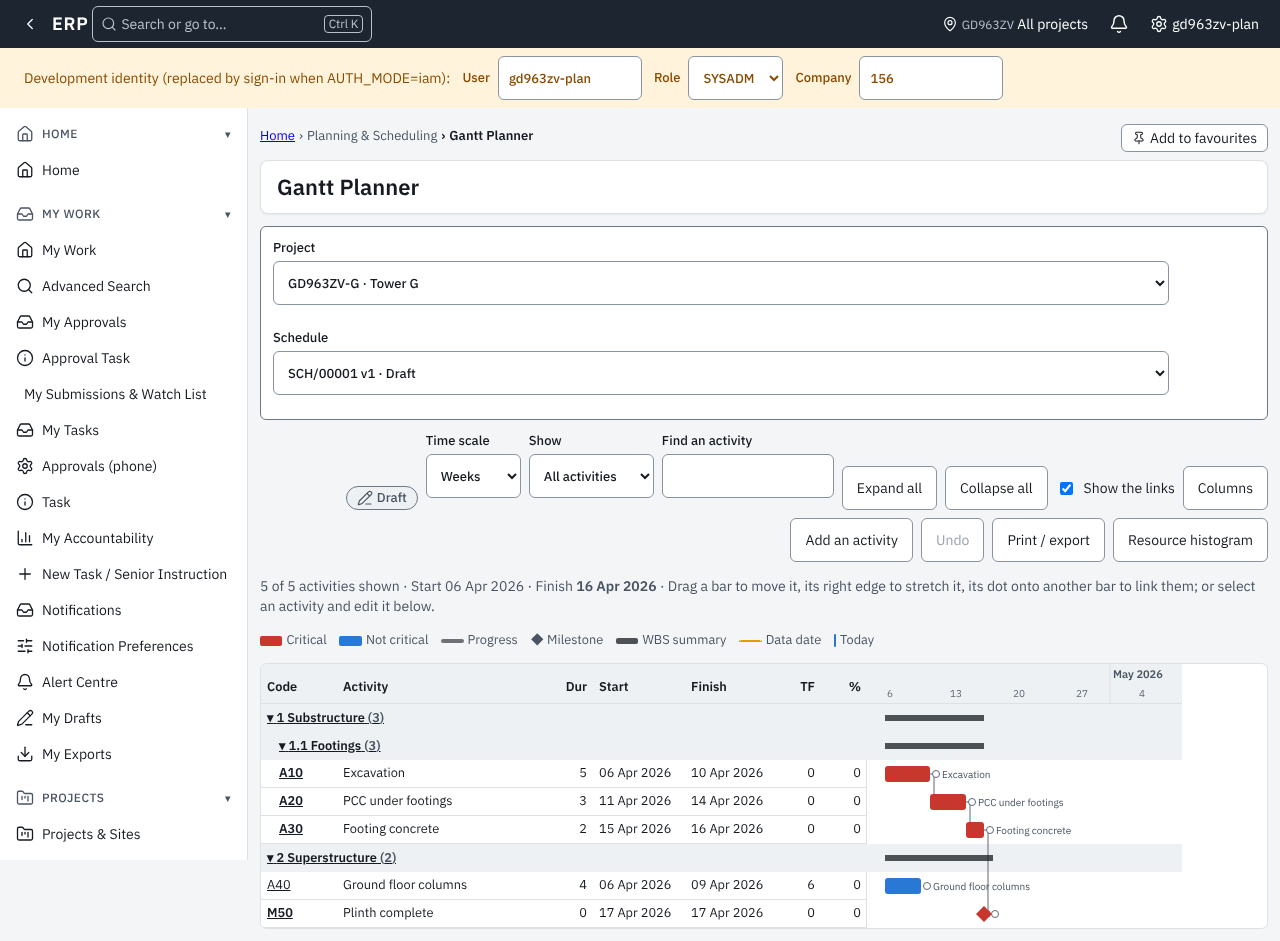 ERP
Search or go to...
Ctrl K
GD963ZV All projects
gd963zv-plan
Development identity (replaced by sign-in when AUTH_MODE=iam):
User
gd963zv-plan
Role
SYSADM
Company
156
HOME
Home
MY WORK
My Work
Advanced Search
My Approvals
Approval Task
My Submissions & Watch List
My Tasks
Approvals (phone)
Task
My Accountability
New Task / Senior Instruction
Notifications
Notification Preferences
Alert Centre
My Drafts
My Exports
PROJECTS
Projects & Sites
Home › Planning & Scheduling › Gantt Planner
Add to favourites
Gantt Planner
Project
GD963ZV-G · Tower G
Schedule
SCH/00001 v1 · Draft
Draft
Time scale
Weeks
Show
All activities
Find an activity
Expand all
Collapse all
Show the links
Columns
Add an activity
Undo
Print / export
Resource histogram
5 of 5 activities shown · Start 06 Apr 2026 · Finish 16 Apr 2026 · Drag a bar to move it, its right edge to stretch it, its dot onto another bar to link them; or select
an activity and edit it below.
Critical
Not critical
Progress
Milestone
WBS summary
Data date
Today
Code Activity Dur Start Finish TF %
May 2026
6 13 20 27 4
▾ 1 Substructure (3)
▾ 1.1 Footings (3)
A10 Excavation 5 06 Apr 2026 10 Apr 2026 0 0 Excavation
A20 PCC under footings 3 11 Apr 2026 14 Apr 2026 0 0 PCC under footings
A30 Footing concrete 2 15 Apr 2026 16 Apr 2026 0 0 Footing concrete
▾ 2 Superstructure (2)
A40 Ground floor columns 4 06 Apr 2026 09 Apr 2026 6 0 Ground floor columns
M50 Plinth complete 0 17 Apr 2026 17 Apr 2026 0 0